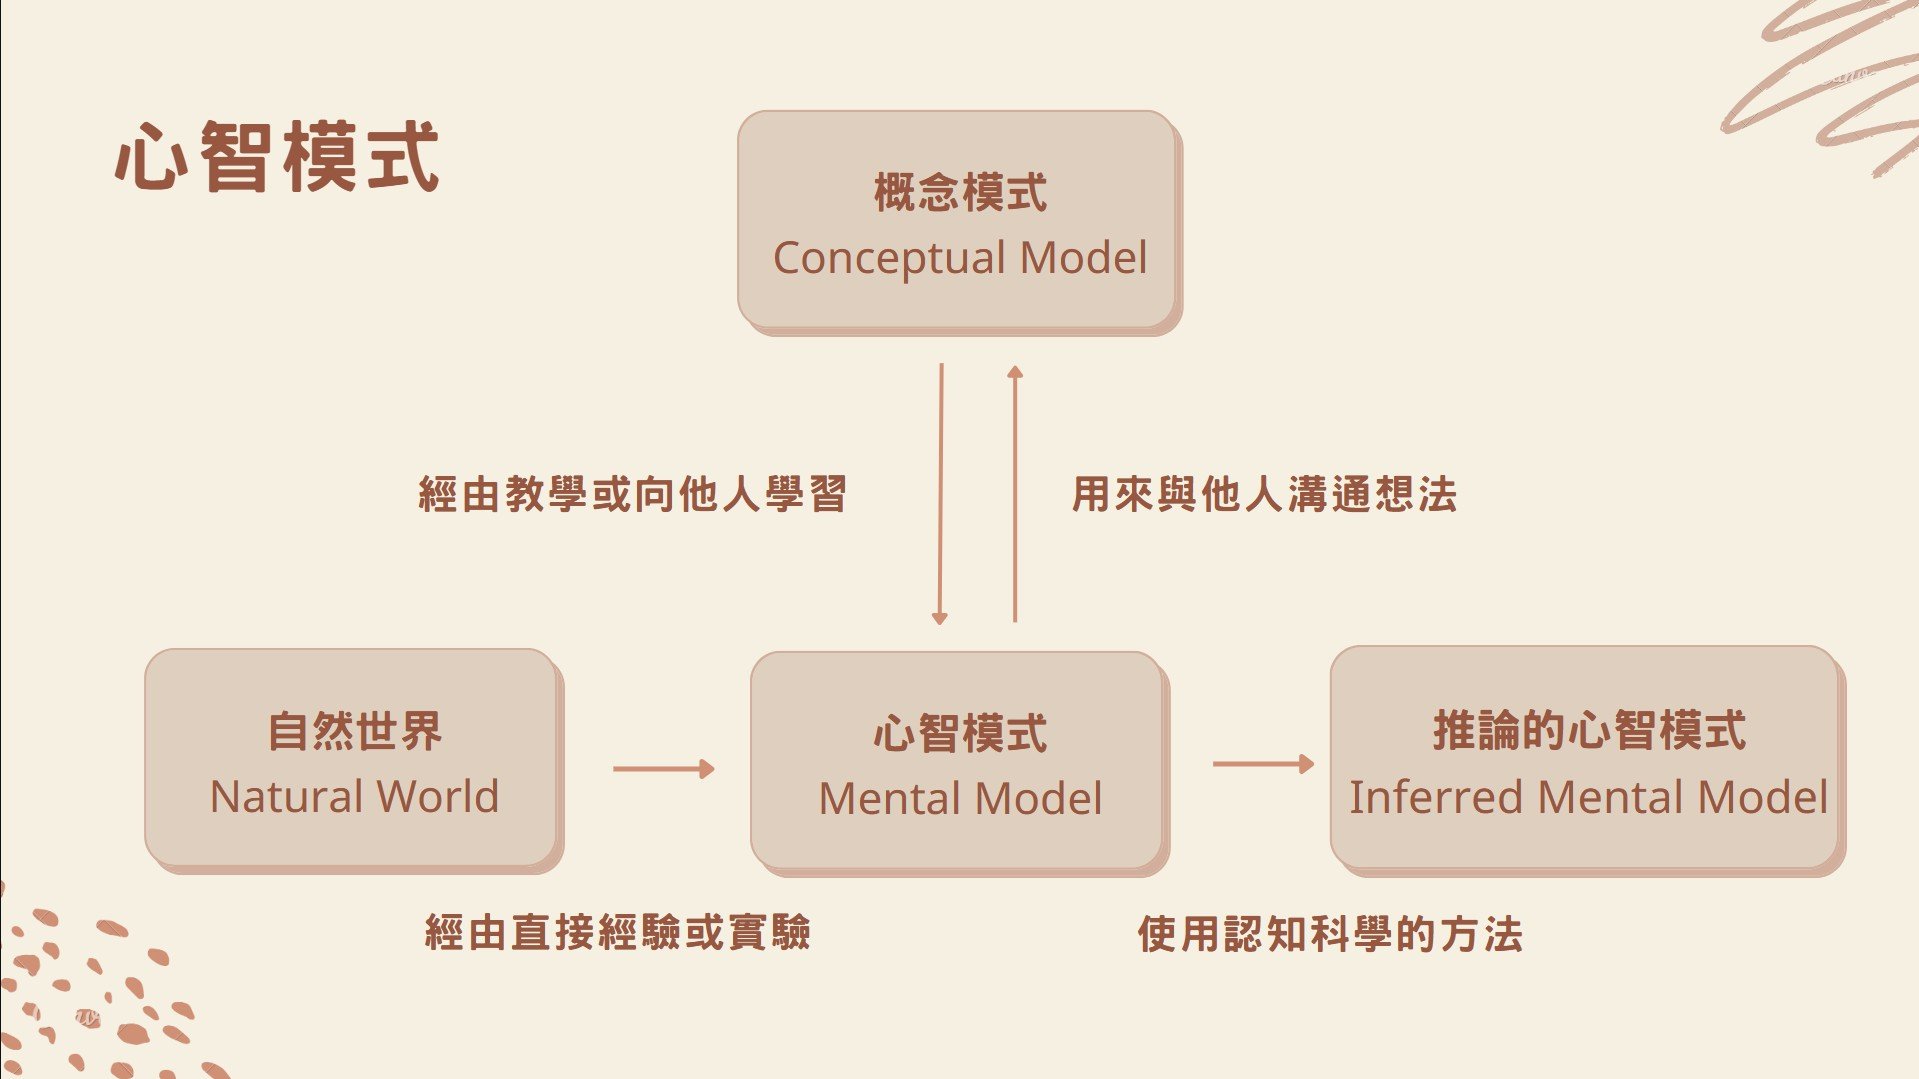 心智模式
概念模式
Conceptual Model
經由教學或向他人學習
用來與他人溝通想法
自然世界
Natural World
心智模式
Mental Model
推論的心智模式
Inferred Mental Model
經由直接經驗或實驗
使用認知科學的方法